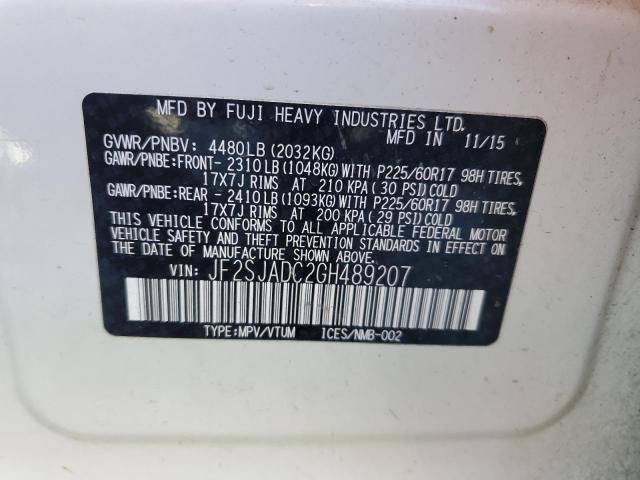 MFD BY FUJI HEAVY INDUSTRIES LTD.
MFD IN 11/15
GVWR/PNBV: 4480LB(2032KG)
GAWR/PNBE:FRONT- 2310LB(1048KG)WITH P225/60R17 98H TIRES,
17X7J RIMS AT 210 KPA( 30 PSI)COLD
GAWR/PNBE:REAR - 2410LB(1093KG)WITH P225/60R17 98H TIRES,
17X7J RIMS AT 200 KPA( 29 PSI)COLD
THIS VEHICLE CONFORMS TO ALL APPLICABLE FEDERAL MOTOR
VEHICLE SAFETY AND THEFT PREVENTION STANDARDS IN EFFECT ON
THE DATE OF MANUFACTURE SHOWN ABOVE.
VIN: JF2SJADC2GH489207
TYPE:MPV/VTUM ICES/NMB-002